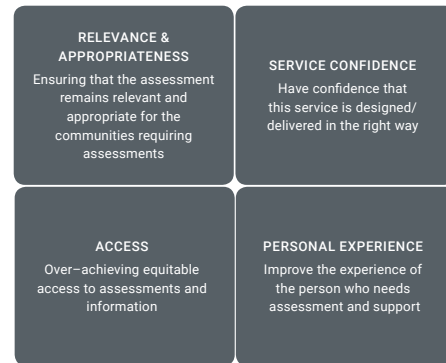 RELEVANCE &
APPROPRIATENESS
Ensuring that the assessment
remains relevant and
appropriate for the
communities requiring
assessments
SERVICE CONFIDENCE
Have confidence that
this service is designed/
delivered in the right way
ACCESS
Over–achieving equitable
access to assessments and
information
PERSONAL EXPERIENCE
Improve the experience of
the person who needs
assessment and support